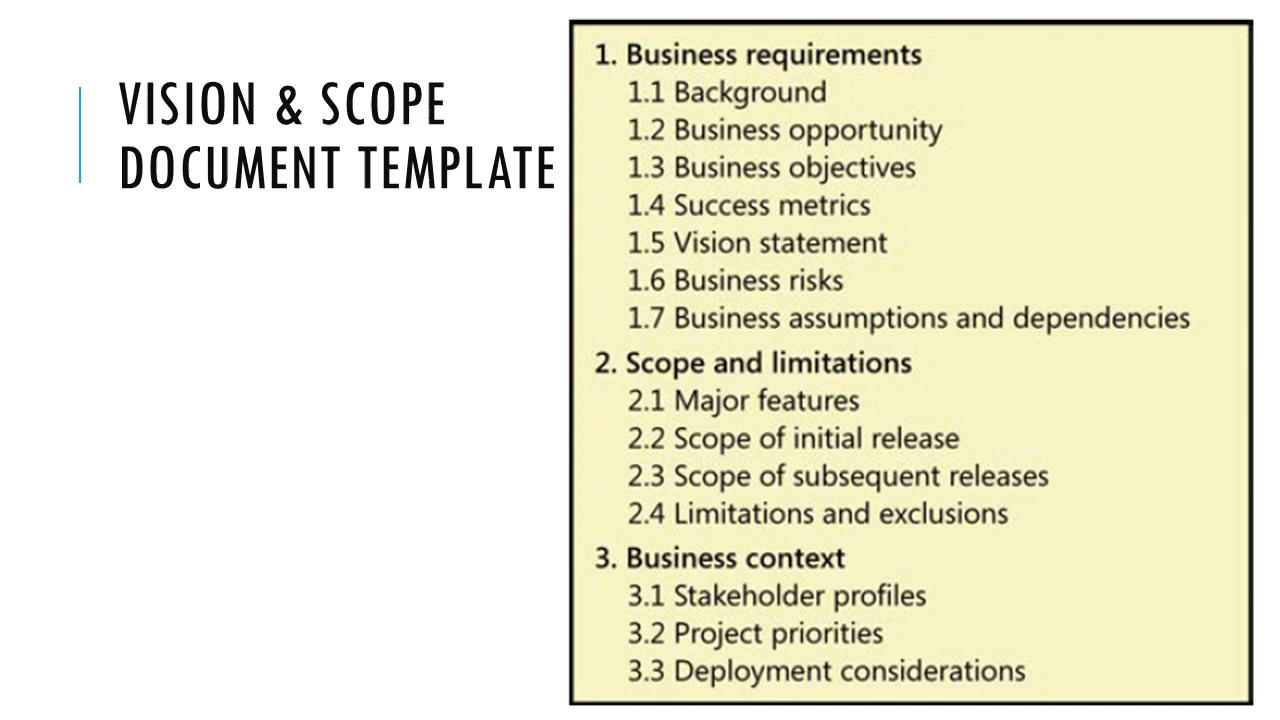 VISION & SCOPE
DOCUMENT TEMPLATE
1. Business requirements
1.1 Background
1.2 Business opportunity
1.3 Business objectives
1.4 Success metrics
1.5 Vision statement
1.6 Business risks
1.7 Business assumptions and dependencies
2. Scope and limitations
2.1 Major features
2.2 Scope of initial release
2.3 Scope of subsequent releases
2.4 Limitations and exclusions
3. Business context
3.1 Stakeholder profiles
3.2 Project priorities
3.3 Deployment considerations